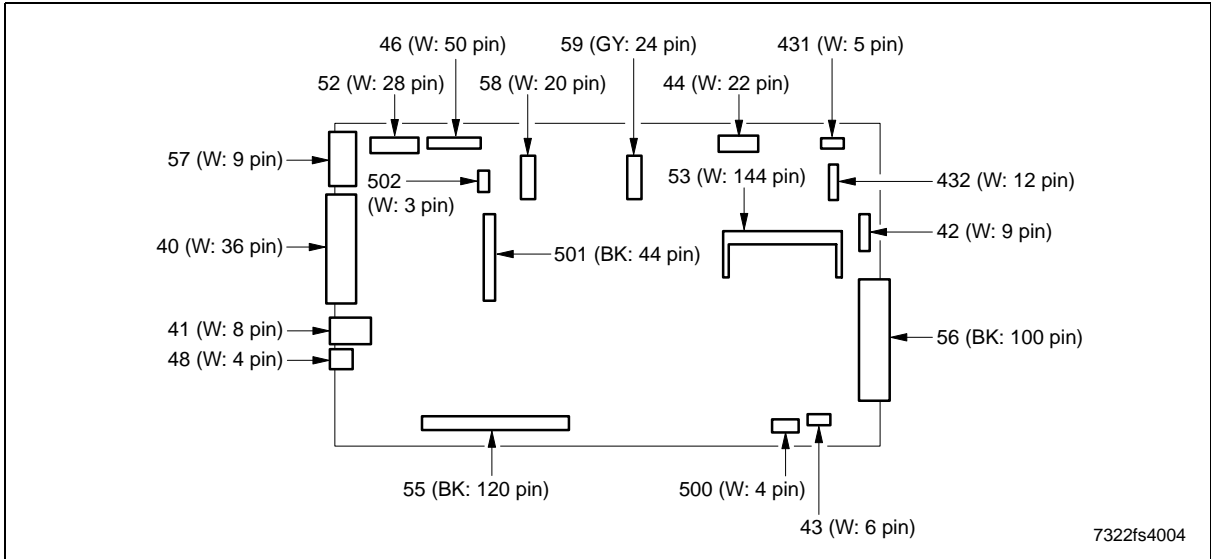 46 (W: 50 pin)
59 (GY: 24 pin)
431 (W: 5 pin)
52 (W: 28 pin)
58 (W: 20 pin)
44 (W: 22 pin)
57 (W: 9 pin)
502
(W: 3 pin)
53 (W: 144 pin)
432 (W: 12 pin)
40 (W: 36 pin)
501 (BK: 44 pin)
42 (W: 9 pin)
41 (W: 8 pin)
56 (BK: 100 pin)
48 (W: 4 pin)
55 (BK: 120 pin)
500 (W: 4 pin)
43 (W: 6 pin)
7322fs4004